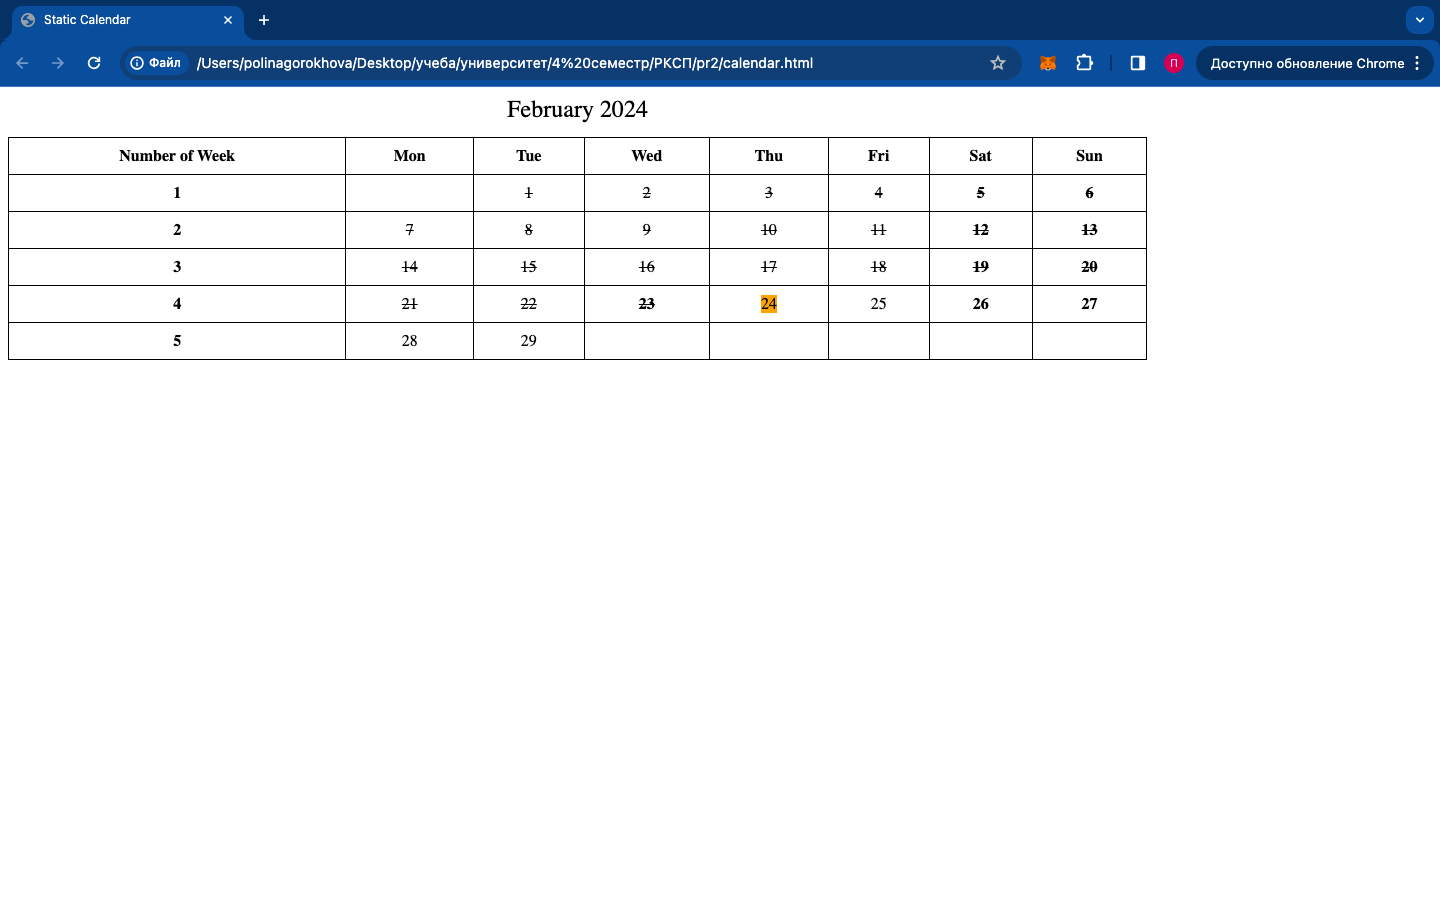 Static Calendar
Файл /Users/polinagorokhova/Desktop/учеба/университет/4%20семестр/РКСП/pr2/calendar.html П Доступно обновление Chrome
February 2024
Number of Week Mon Tue Wed Thu Fri Sat Sun
1 1 2 3 4 5 6
2 7 8 9 10 11 12 13
3 14 15 16 17 18 19 20
4 21 22 23 24 25 26 27
5 28 29